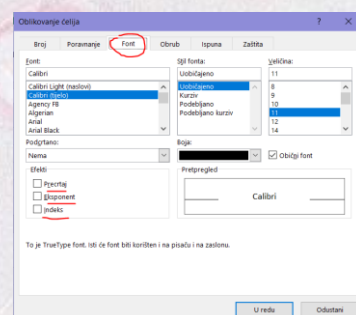 Oblikovanje ćelija ? ×
Broj Poravnanje Font Obrub Ispuna Zaštita
Font: Stil fonta: Veličina:
Calibri Uobičajeno 11
Calibri Light (naslovi) Uobičajeno 8
Calibri (tijelo) Kurziv 9
Agency FB Podebljano 10
Algerian Podebljano kurziv 11
Arial 12
Arial Black 14
Podcrtano: Boja:
Nema Obični font
Efekti Pretpregled
Precrtaj
Eksponent Calibri
Indeks
To je TrueType font. Isti će font biti korišten i na pisaču i na zaslonu.
U redu Odustani